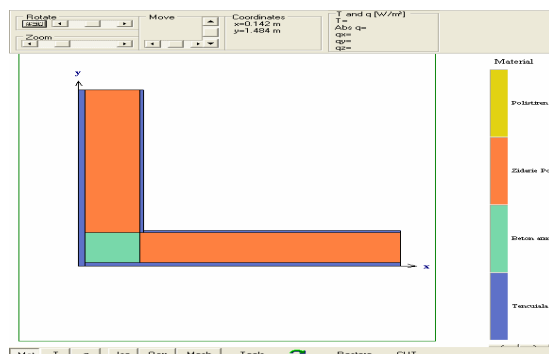 Rotate
Zoom
Move
Coordinates
x=0.142 m
y=1.484 m
T and q [W/m²]
T=
Abs q=
qx=
qy=
qz=
Material
y
x
Polistiren
Zidarie Po
Beton arm
Tencuiala
Mat T
Tools